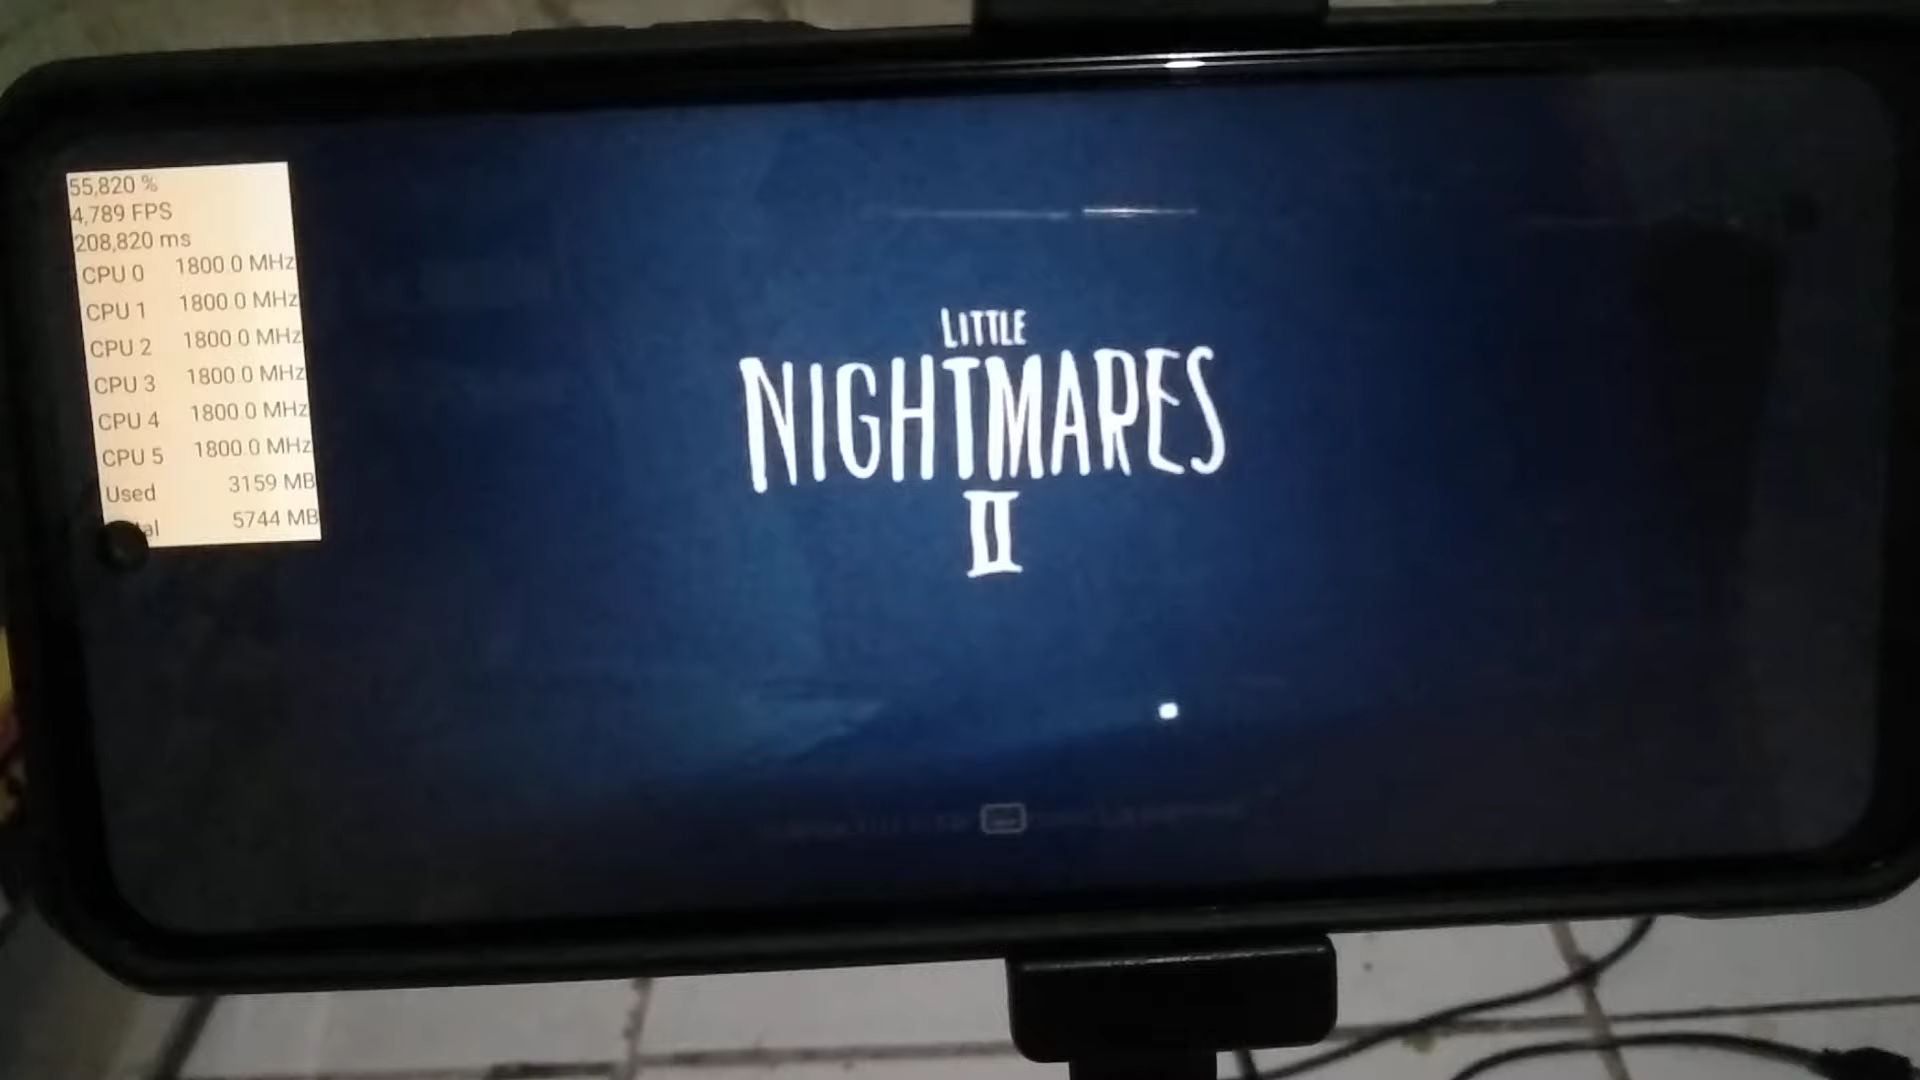 55,820 %
4,789 FPS
208,820 ms
CPU 0 1800.0 MHz
CPU 1 1800.0 MHz
CPU 2 1800.0 MHz
CPU 3 1800.0 MHz
CPU 4 1800.0 MHz
CPU 5 1800.0 MHz
Used 3159 MB
5744 MB
LITTLE
NIGHTMARES
II